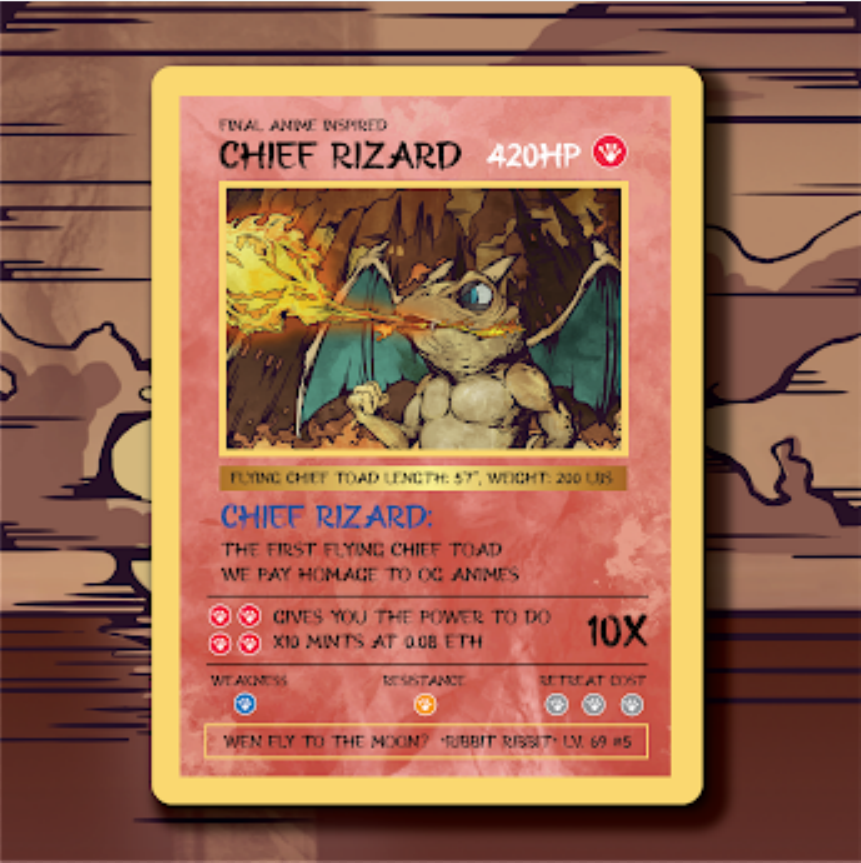 FINAL ANIME INSPIRED
CHIEF RIZARD 420HP
FLYING CHIEF TOAD LENGTH: 5'7", WEIGHT: 200 LBS
CHIEF RIZARD:
THE FIRST FLYING CHIEF TOAD
WE PAY HOMAGE TO OG ANIMES
GIVES YOU THE POWER TO DO
X10 MINTS AT 0.08 ETH
10X
WEAKNESS RESISTANCE RETREAT COST
WEN FLY TO THE MOON? *RIBBIT RIBBIT* LV. 69 #5